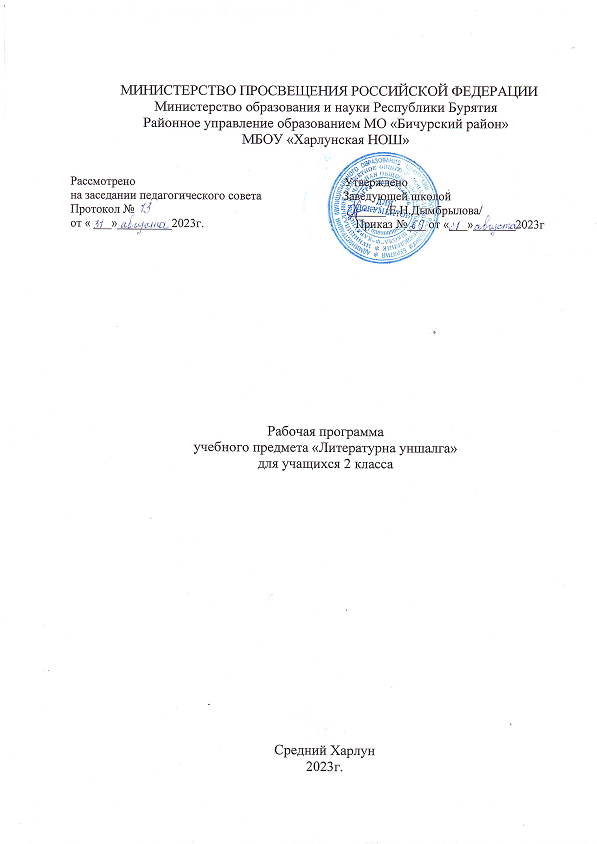 МИНИСТЕРСТВО ПРОСВЕЩЕНИЯ РОССИЙСКОЙ ФЕДЕРАЦИИ
Министерство образования и науки Республики Бурятия
Районное управление образованием МО «Бичурский район»
МБОУ «Харлунская НОШ»
Рассмотрено
на заседании педагогического совета
Протокол № 13
от « 31 » августа 2023г.
Утверждено
Заведующей школой
/Е.Н.Дымбрылова/
Приказ № от « 31 » августа 2023г
Рабочая программа
учебного предмета «Литературна уншалга»
для учащихся 2 класса
Средний Харлун
2023г.